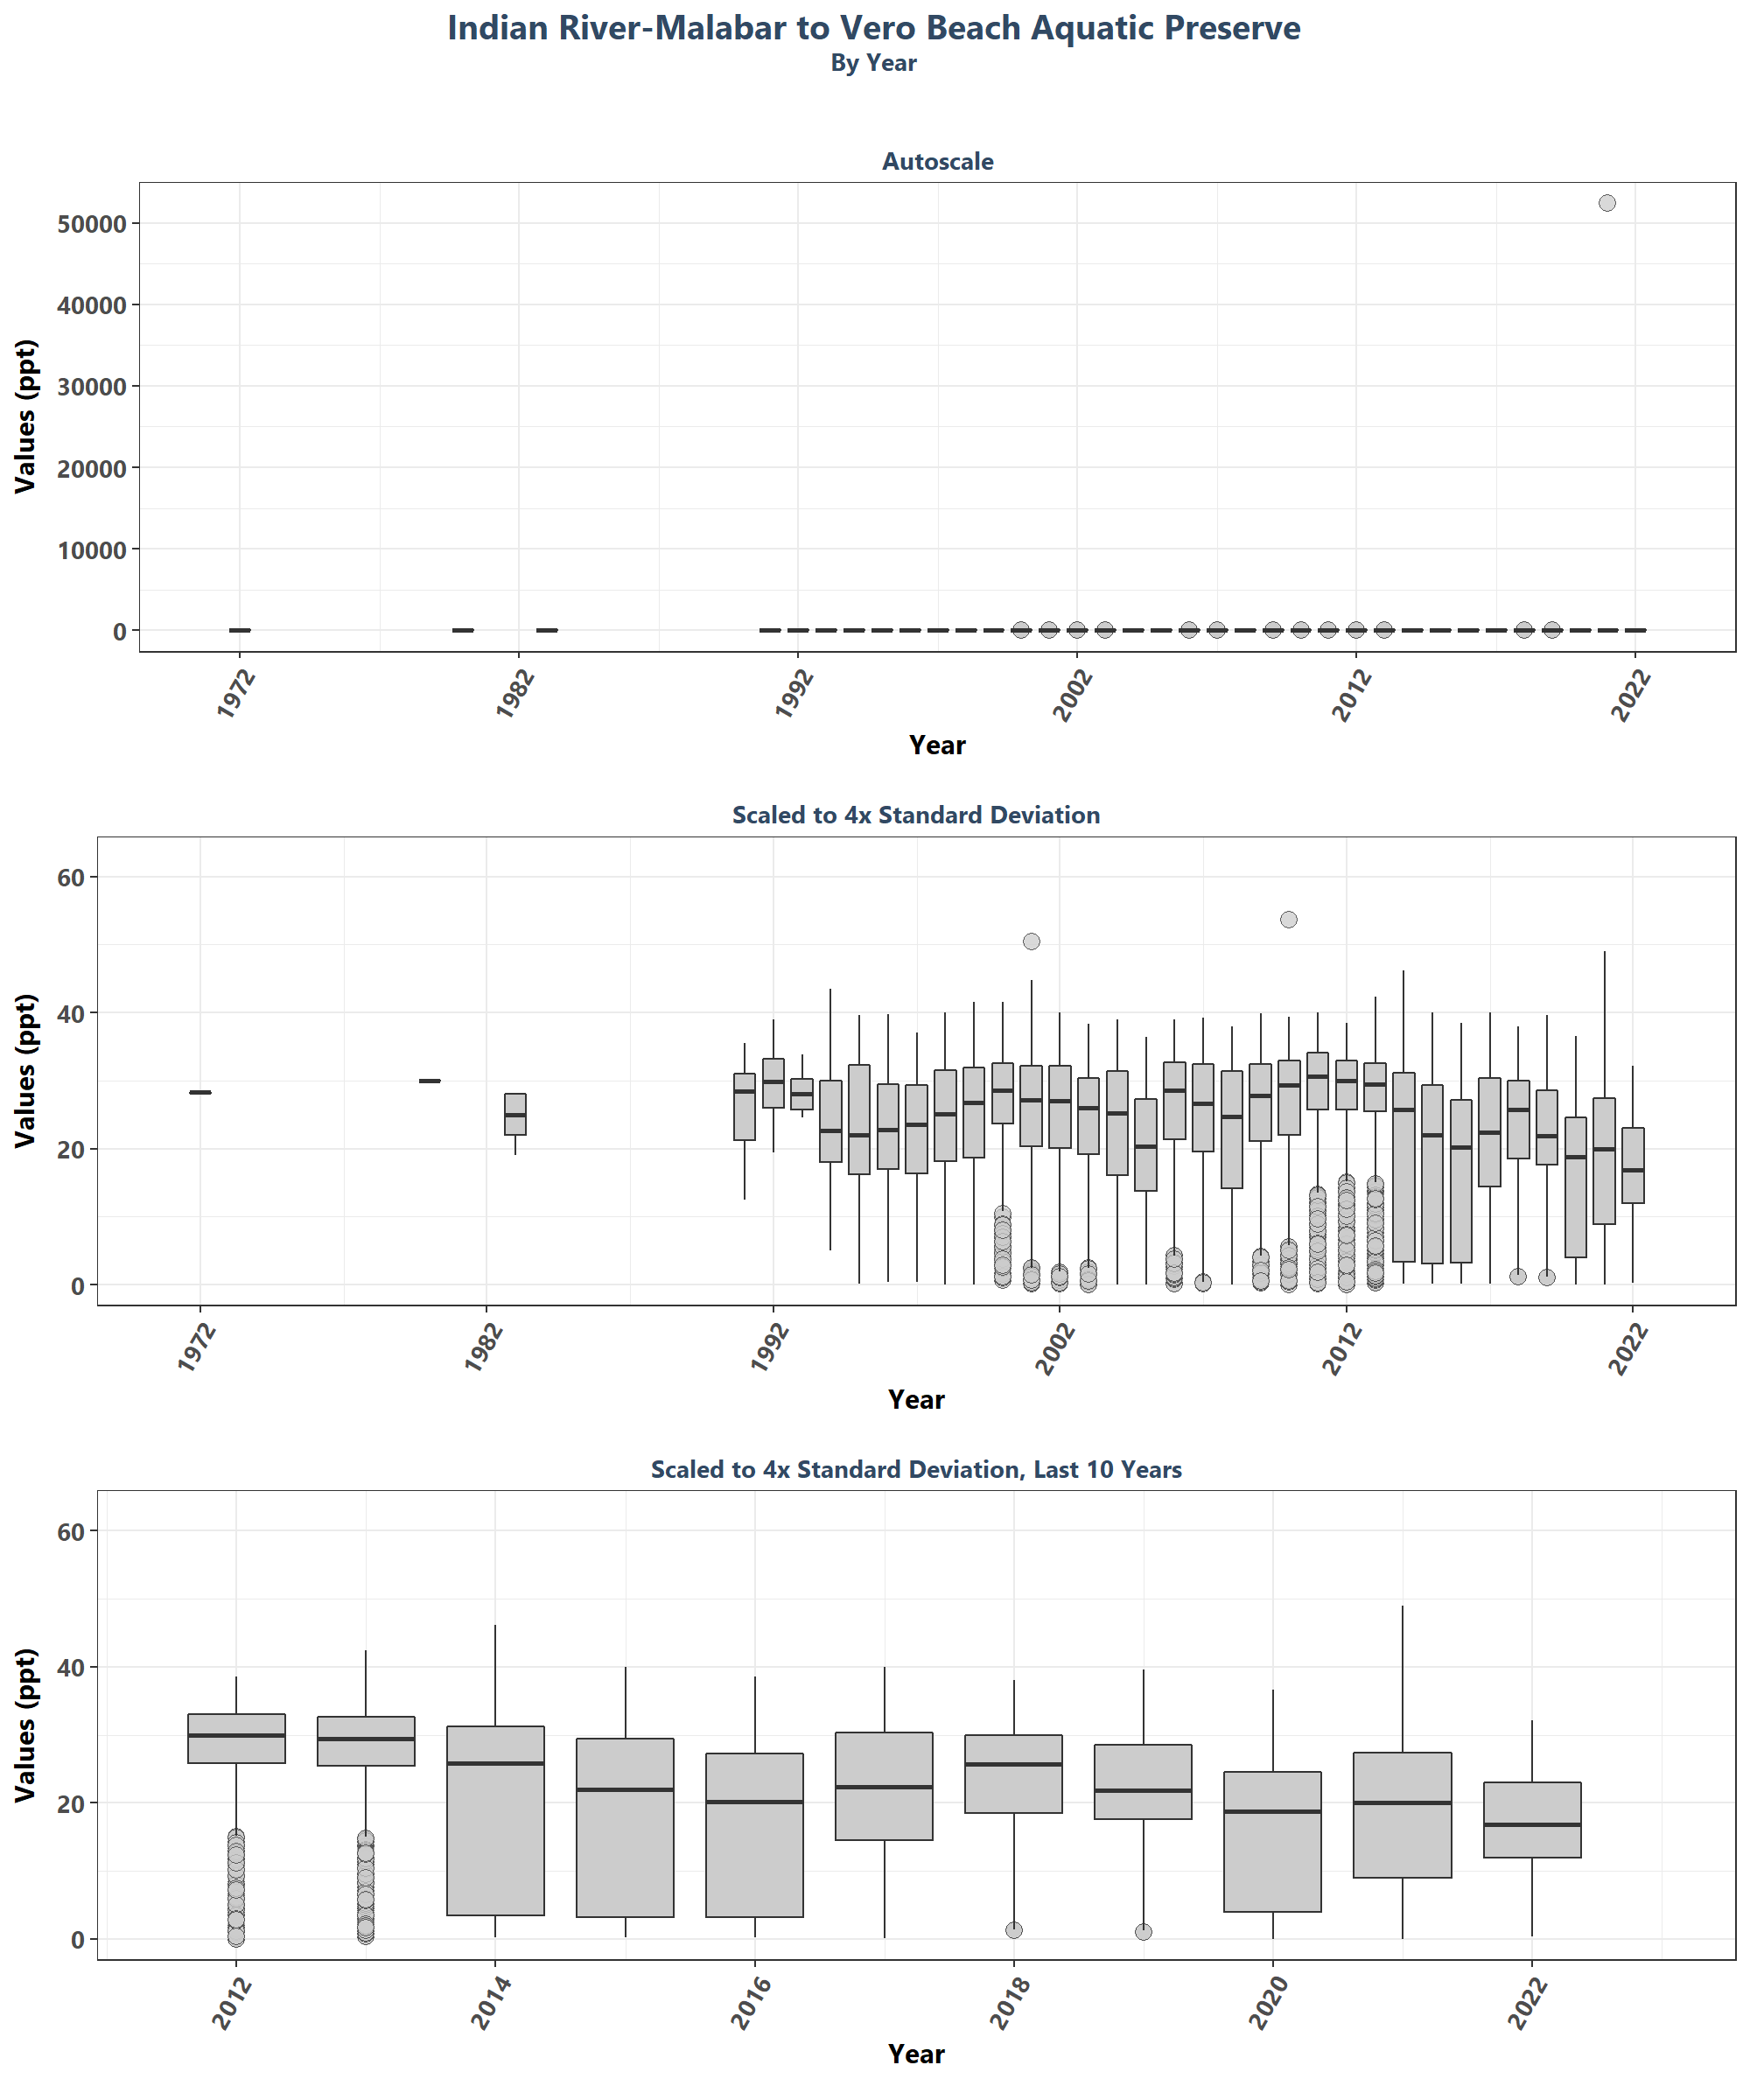 Indian River-Malabar to Vero Beach Aquatic Preserve
By Year
Autoscale
Values (ppt)
50000
40000
30000
20000
10000
0
1972 1982 1992 2002 2012 2022
Year
Scaled to 4x Standard Deviation
Values (ppt)
60
40
20
0
1972 1982 1992 2002 2012 2022
Year
Scaled to 4x Standard Deviation, Last 10 Years
Values (ppt)
60
40
20
0
2012 2014 2016 2018 2020 2022
Year